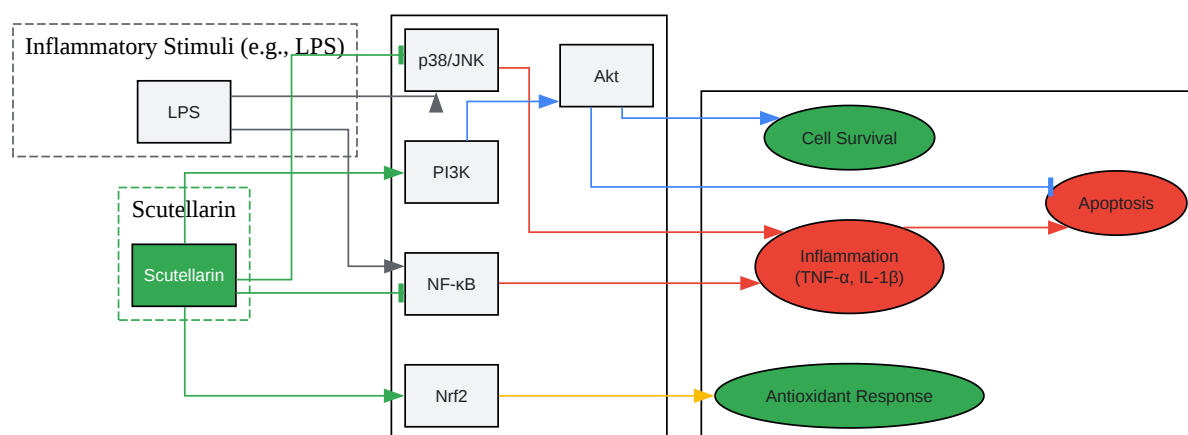 Inflammatory Stimuli (e.g., LPS)
LPS
Scutellarin
Scutellarin
p38/JNK
Akt
PI3K
NF-κB
Nrf2
Cell Survival
Apoptosis
Inflammation
(TNF-α, IL-1β)
Antioxidant Response